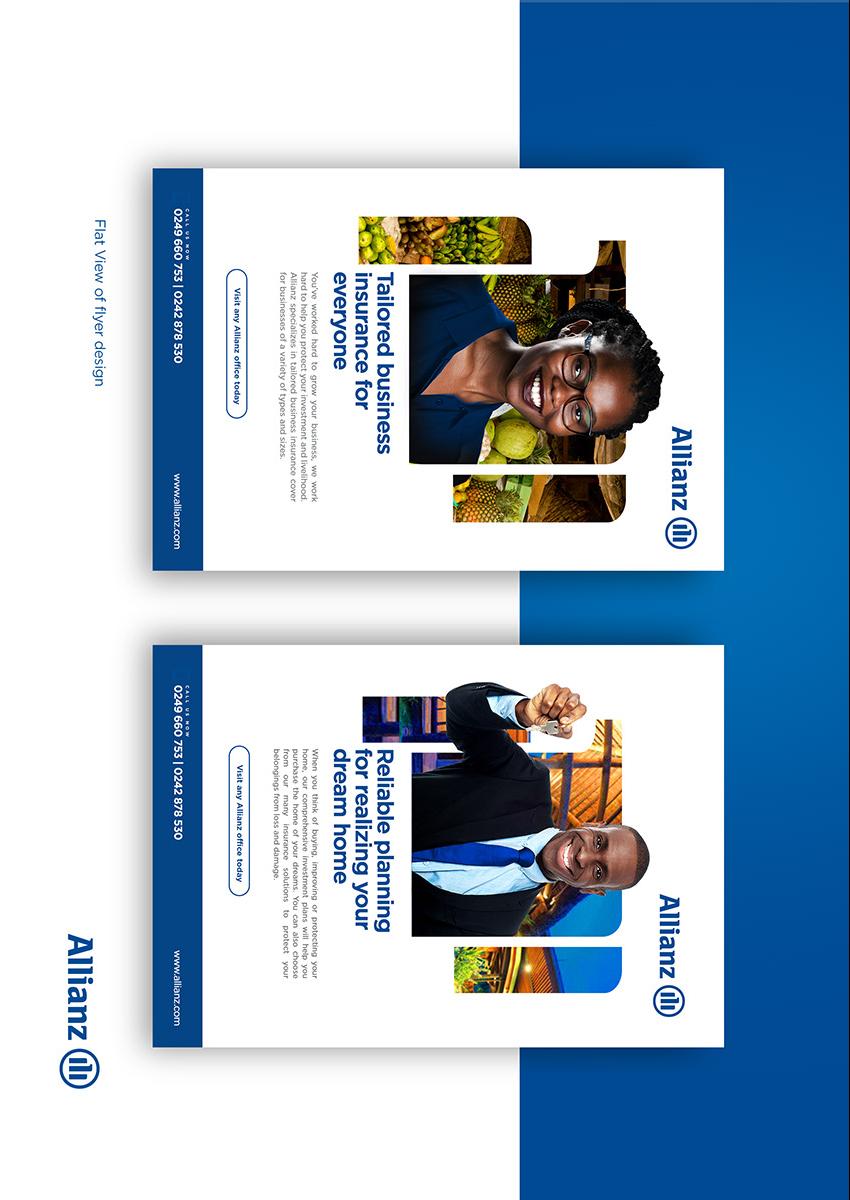 Allianz
Tailored business
insurance for
everyone
You've worked hard to grow your business, we work
hard to help you protect your investment and livelihood.
Allianz specializes in tailored business insurance cover
for businesses of a variety of types and sizes.
Visit any Allianz office today
CALL US NOW
0249 660 753 | 0242 878 530
www.allianz.com
Allianz
Reliable planning
for realizing your
dream home
When you think of buying, improving or protecting your
home, our comprehensive investment plans will help you
purchase the home of your dreams. You can also choose
from our many insurance solutions to protect your
belongings from loss and damage.
Visit any Allianz office today
CALL US NOW
0249 660 753 | 0242 878 530
www.allianz.com
Flat View of flyer design
Allianz